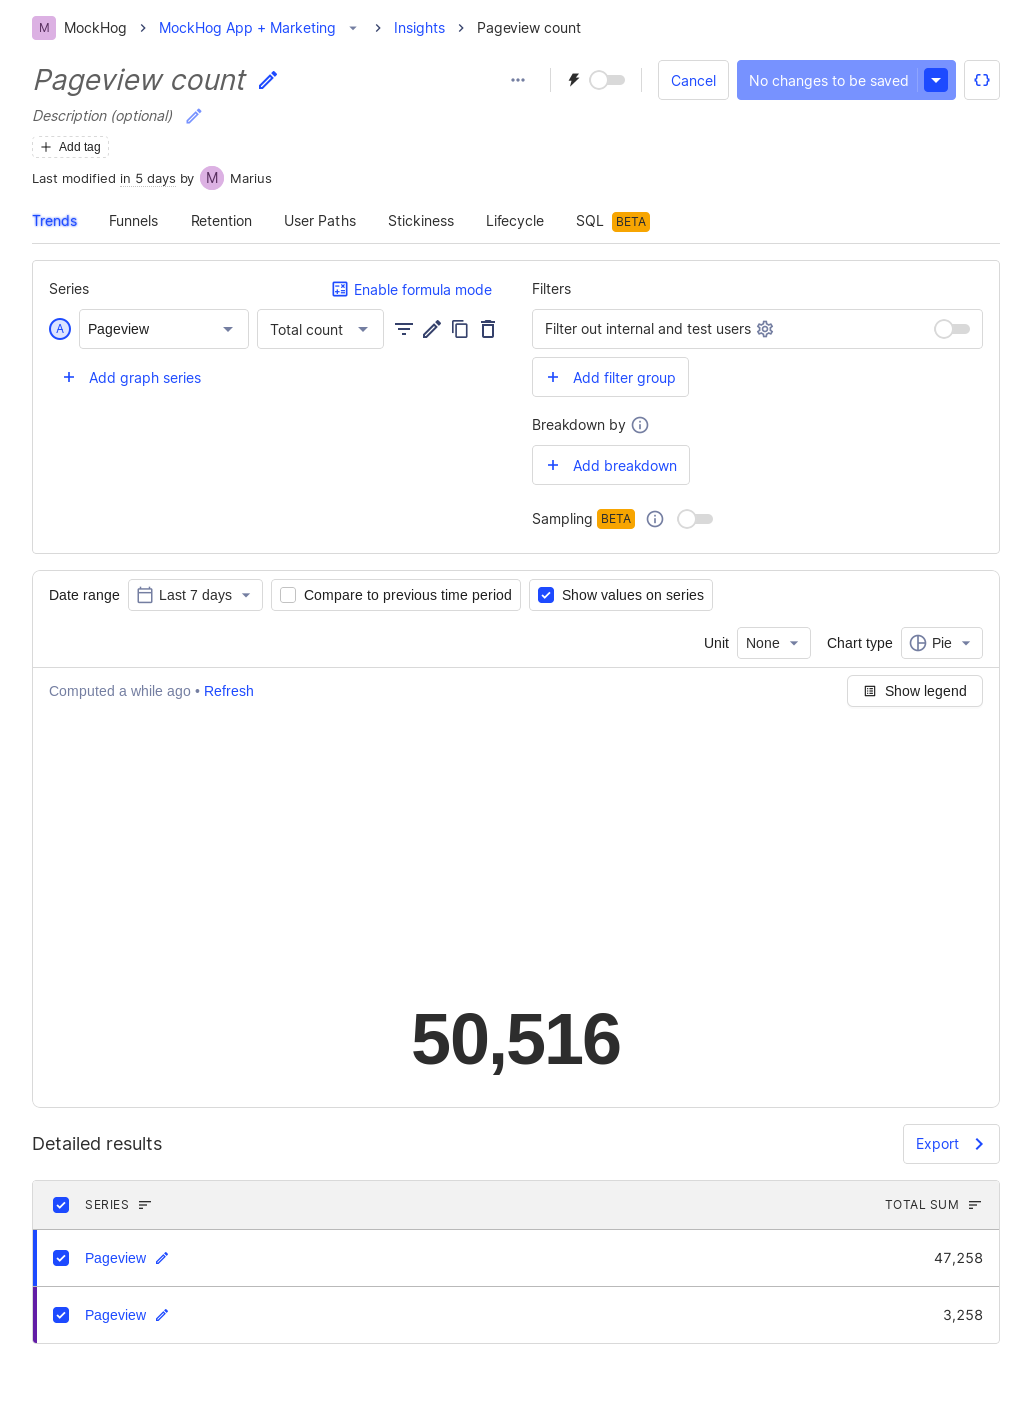 M MockHog > MockHog App + Marketing > Insights > Pageview count
Pageview count
Cancel No changes to be saved
Description (optional)
Add tag
Last modified in 5 days by M Marius
Trends Funnels Retention User Paths Stickiness Lifecycle SQL BETA
Series Enable formula mode
A Pageview Total count
Add graph series
Filters
Filter out internal and test users
Add filter group
Breakdown by
Add breakdown
Sampling BETA
Date range Last 7 days Compare to previous time period Show values on series
Unit None Chart type Pie
Computed a while ago • Refresh Show legend
50,516
Detailed results Export
SERIES TOTAL SUM
Pageview 47,258
Pageview 3,258